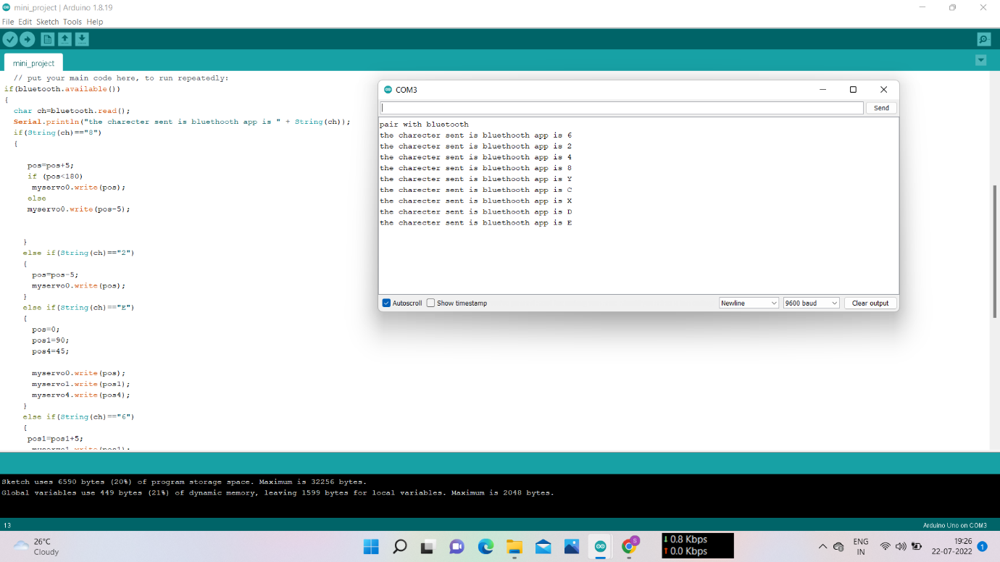 mini_project | Arduino 1.8.19
File Edit Sketch Tools Help
mini_project
// put your main code here, to run repeatedly:
if(bluetooth.available())
{
char ch=bluetooth.read();
Serial.println("the charecter sent is bluethooth app is " + String(ch));
if(String(ch)=="8")
{
pos=pos+5;
if (pos<180)
myservo0.write(pos);
else
myservo0.write(pos-5);
}
else if(String(ch)=="2")
{
pos=pos-5;
myservo0.write(pos);
}
else if(String(ch)=="E")
{
pos=0;
pos1=90;
pos4=45;
myservo0.write(pos);
myservo1.write(pos1);
myservo4.write(pos4);
}
else if(String(ch)=="6")
{
pos1=pos1+5;
myservo1.write(pos1);
COM3
Send
pair with bluetooth
the charecter sent is bluethooth app is 6
the charecter sent is bluethooth app is 2
the charecter sent is bluethooth app is 4
the charecter sent is bluethooth app is 8
the charecter sent is bluethooth app is Y
the charecter sent is bluethooth app is C
the charecter sent is bluethooth app is X
the charecter sent is bluethooth app is D
the charecter sent is bluethooth app is E
Autoscroll Show timestamp Newline 9600 baud Clear output
Sketch uses 6590 bytes (20%) of program storage space. Maximum is 32256 bytes.
Global variables use 449 bytes (21%) of dynamic memory, leaving 1599 bytes for local variables. Maximum is 2048 bytes.
13 Arduino Uno on COM3
26°C
Cloudy
S
0.8 Kbps
0.0 Kbps
ENG
IN
19:26
22-07-2022
1